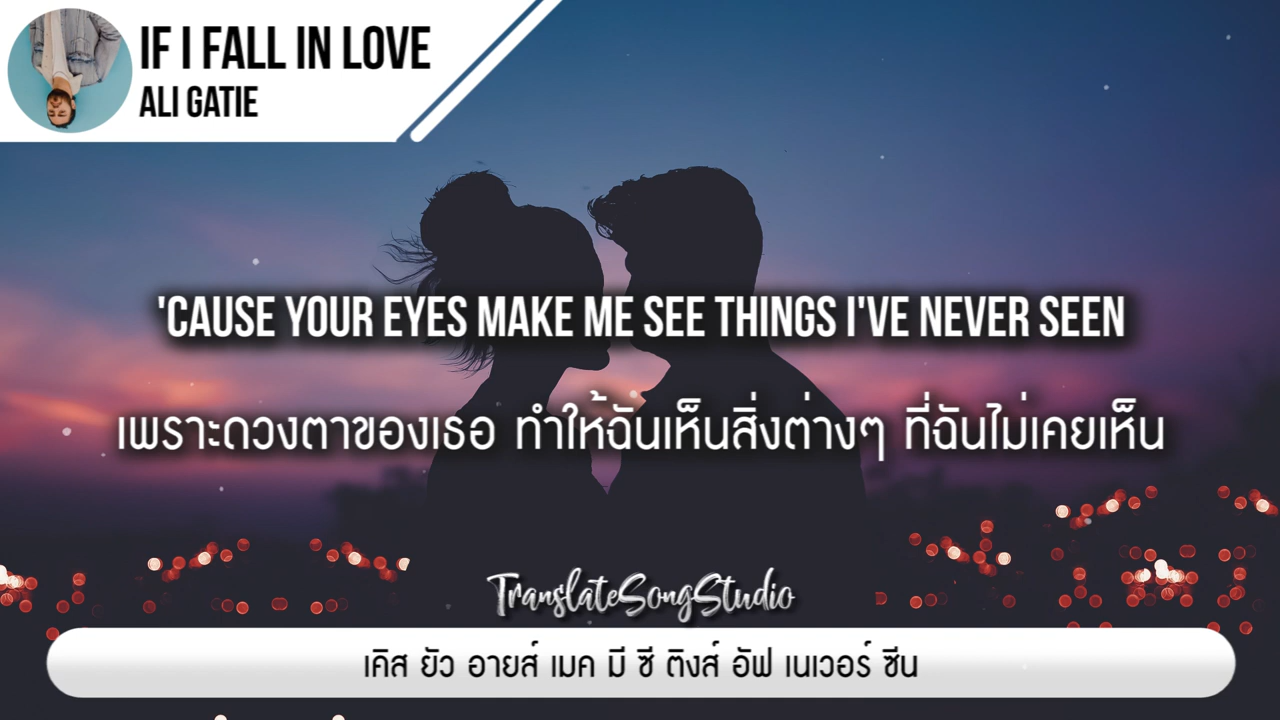 IF I FALL IN LOVE
ALI GATIE
'CAUSE YOUR EYES MAKE ME SEE THINGS I'VE NEVER SEEN
เพราะดวงตาของเธอ ทำให้ฉันเห็นสิ่งต่างๆ ที่ฉันไม่เคยเห็น
TranslateSongStudio
เคิส ยัว อายส์ เมค มี ซี ติงส์ อัฟ เนเวอร์ ซีน